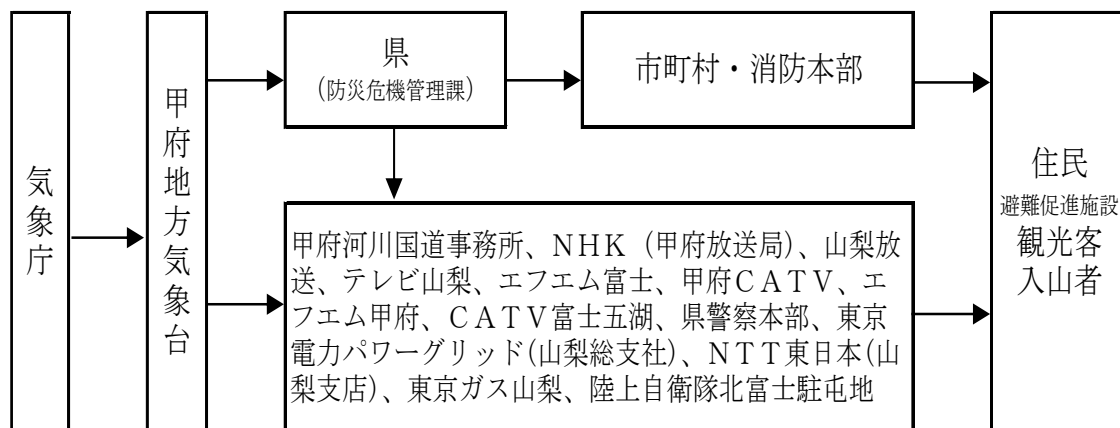 気象庁
甲府地方気象台
県
(防災危機管理課)
市町村・消防本部
甲府河川国道事務所、ＮＨＫ（甲府放送局)、山梨放
送、テレビ山梨、エフエム富士、甲府ＣＡＴＶ、エ
フエム甲府、ＣＡＴＶ富士五湖、県警察本部、東京
電力パワーグリッド(山梨総支社)、ＮＴＴ東日本(山
梨支店)、東京ガス山梨、陸上自衛隊北富士駐屯地
住民
避難促進施設
観光客
入山者